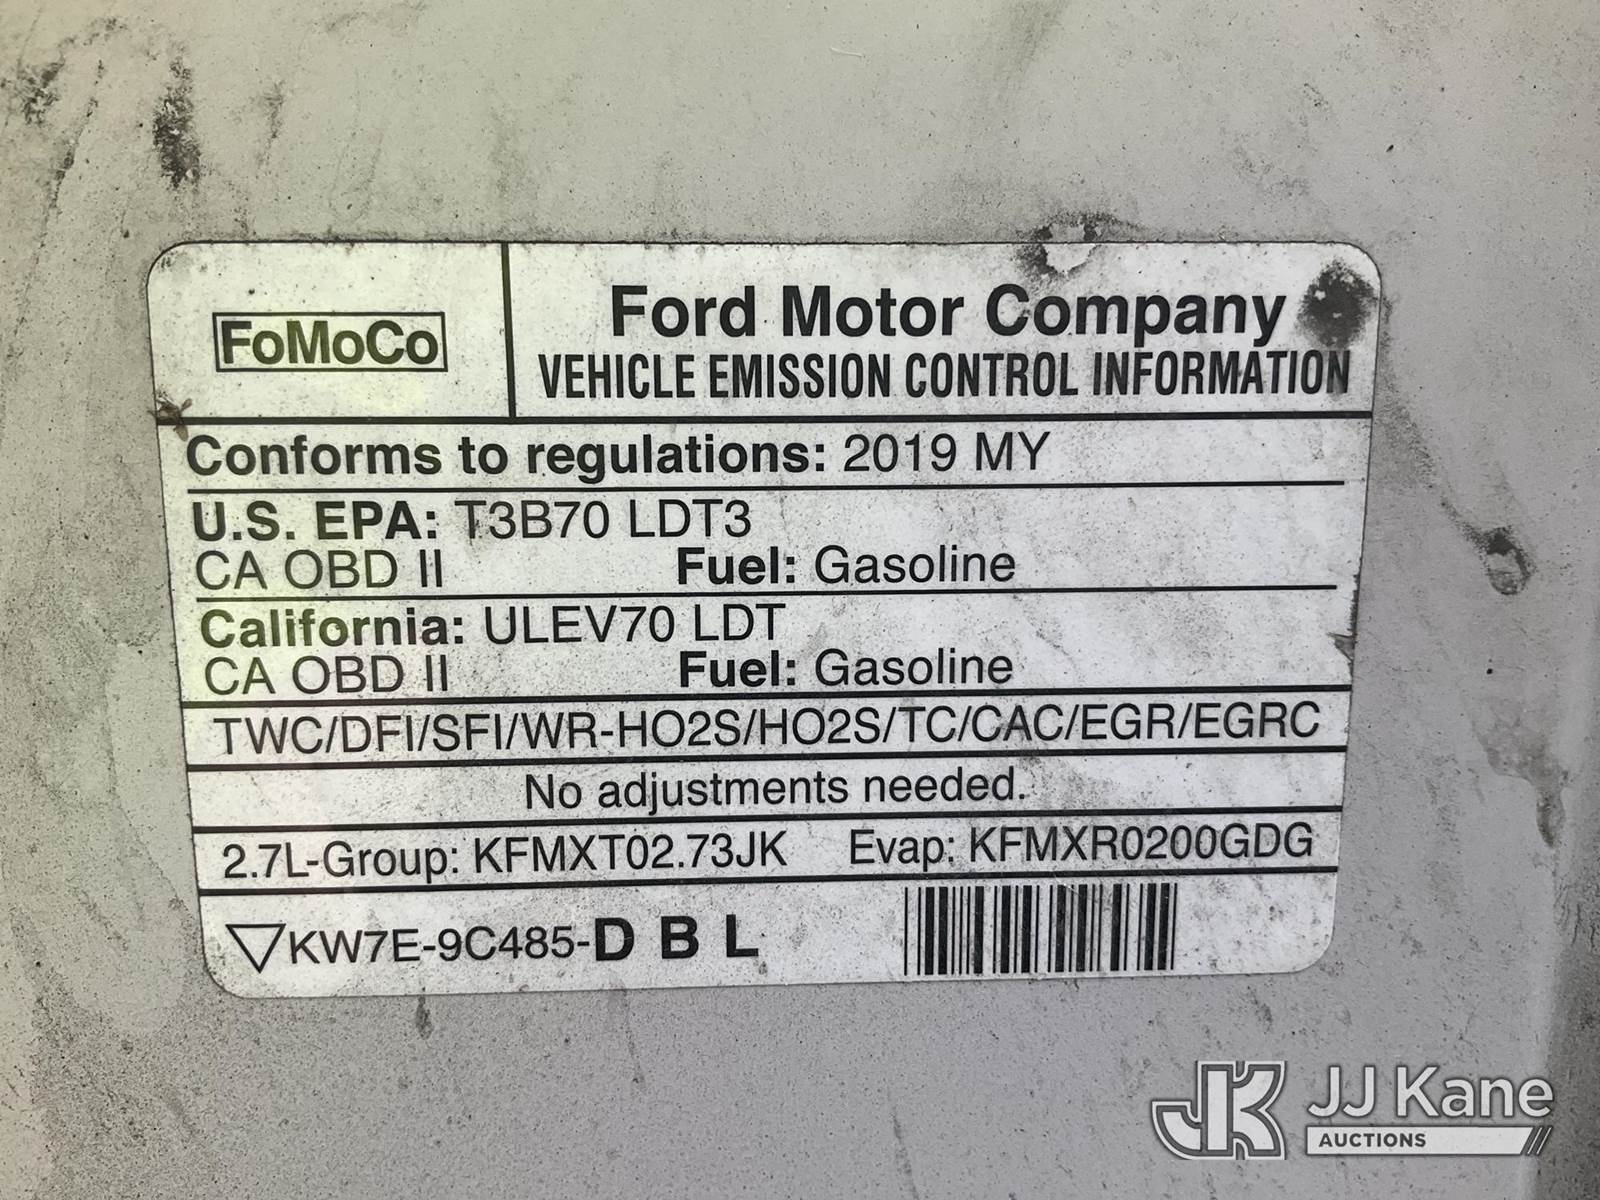 FoMoCo
Ford Motor Company
VEHICLE EMISSION CONTROL INFORMATION
Conforms to regulations: 2019 MY
U.S. EPA: T3B70 LDT3
CA OBD II Fuel: Gasoline
California: ULEV70 LDT
CA OBD II Fuel: Gasoline
TWC/DFI/SFI/WR-HO2S/HO2S/TC/CAC/EGR/EGRC
No adjustments needed.
2.7L-Group: KFMXT02.73JK Evap: KFMXR0200GDG
KW7E-9C485-D B L
JK JJ Kane
AUCTIONS